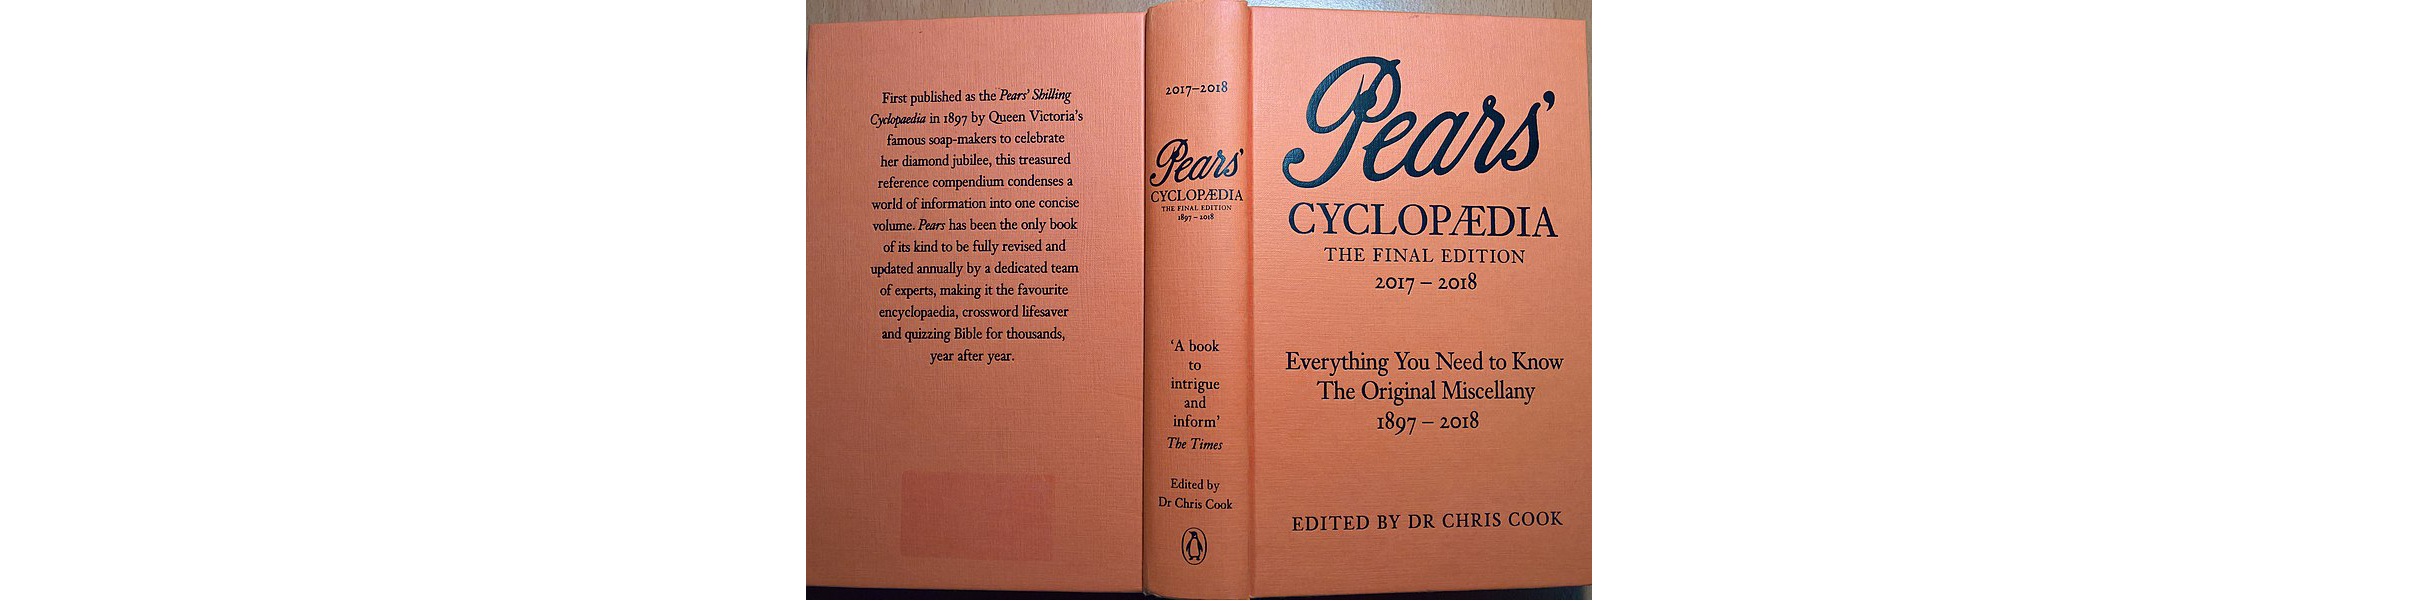 First published as the Pears' Shilling
Cyclopaedia in 1897 by Queen Victoria's
famous soap-makers to celebrate
her diamond jubilee, this treasured
reference compendium condenses a
world of information into one concise
volume. Pears has been the only book
of its kind to be fully revised and
updated annually by a dedicated team
of experts, making it the favourite
encyclopaedia, crossword lifesaver
and quizzing Bible for thousands,
year after year.
2017–2018
Pears'
CYCLOPÆDIA
THE FINAL EDITION
1897 – 2018
‘A book
to
intrigue
and
inform’
The Times
Edited by
Dr Chris Cook
Pears'
CYCLOPÆDIA
THE FINAL EDITION
2017 – 2018
Everything You Need to Know
The Original Miscellany
1897 – 2018
EDITED BY DR CHRIS COOK